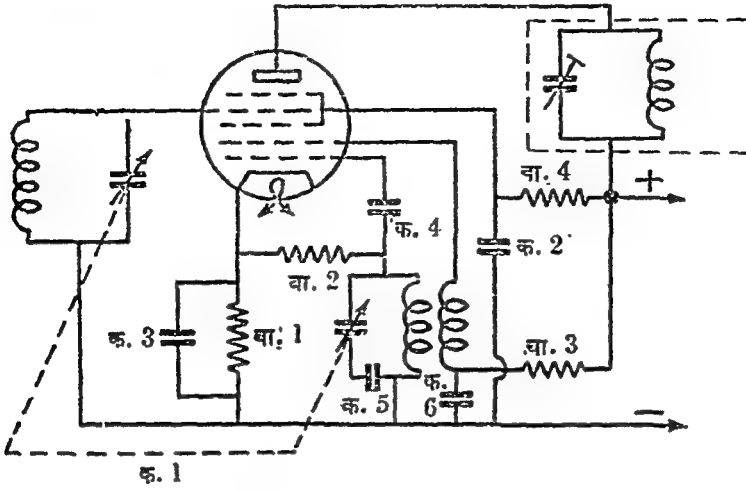 वा. 4
+
क. 4
क. 2
वा. 2
क. 3
वा. 1
वा. 3
क. 5
क.
6
−
क. 1